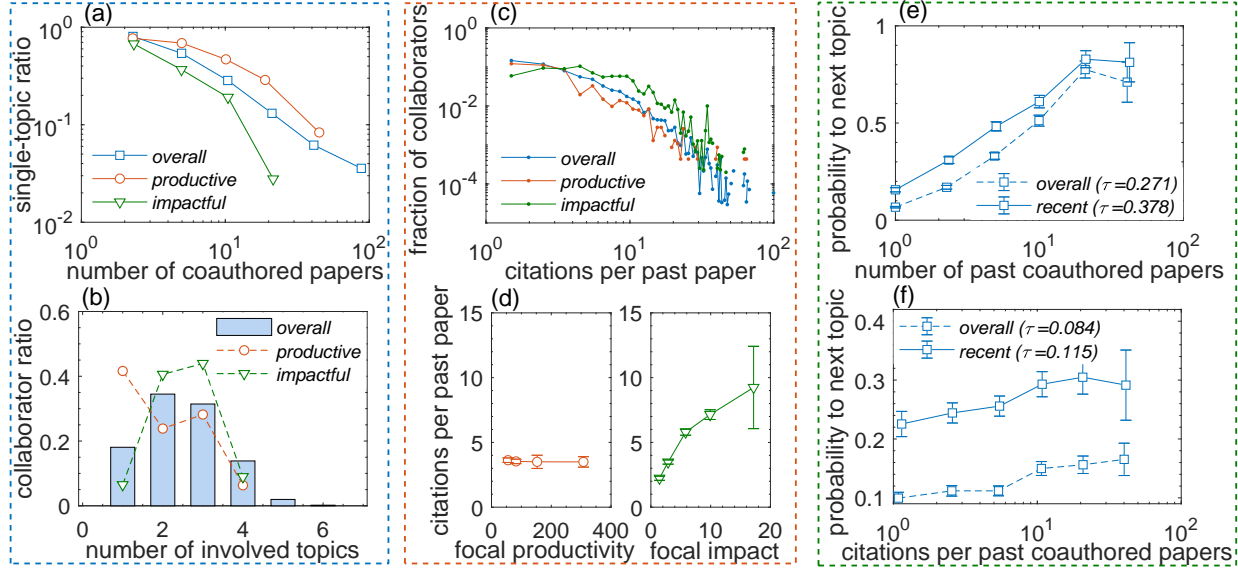 (a)
single-topic ratio
10^0
10^-1
10^-2
overall
productive
impactful
10^0
10^1
10^2
number of coauthored papers
(b)
collaborator ratio
0.6
0.4
0.2
0
overall
productive
impactful
0
2
4
6
number of involved topics
(c)
fraction of collaborators
10^0
10^-2
10^-4
overall
productive
impactful
10^0
10^1
10^2
citations per past paper
(d)
citations per past paper
15
10
5
0
0
200
400
focal productivity
15
10
5
0
0
10
20
focal impact
(e)
probability to next topic
1
0.5
0
overall (τ=0.271)
recent (τ=0.378)
10^0
10^1
10^2
number of past coauthored papers
(f)
probability to next topic
0.4
0.3
0.2
0.1
overall (τ=0.084)
recent (τ=0.115)
10^0
10^1
10^2
citations per past coauthored papers